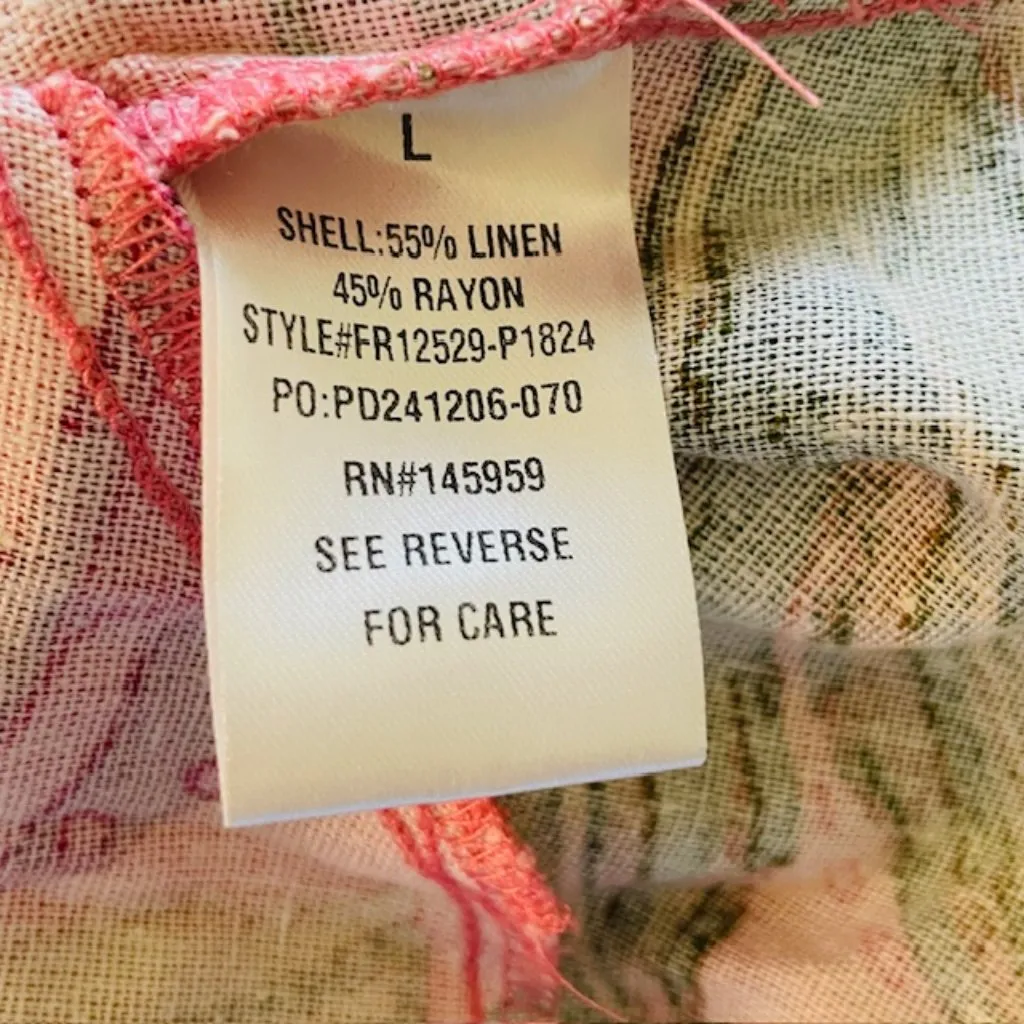 L
SHELL:55% LINEN
45% RAYON
STYLE#FR12529-P1824
PO:PD241206-070
RN#145959
SEE REVERSE
FOR CARE